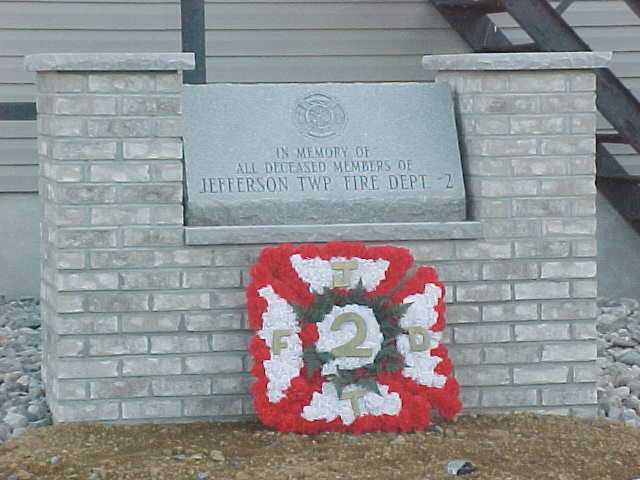 IN MEMORY OF
ALL DECEASED MEMBERS OF
JEFFERSON TWP. FIRE DEPT. -2
J
F 2 D
T